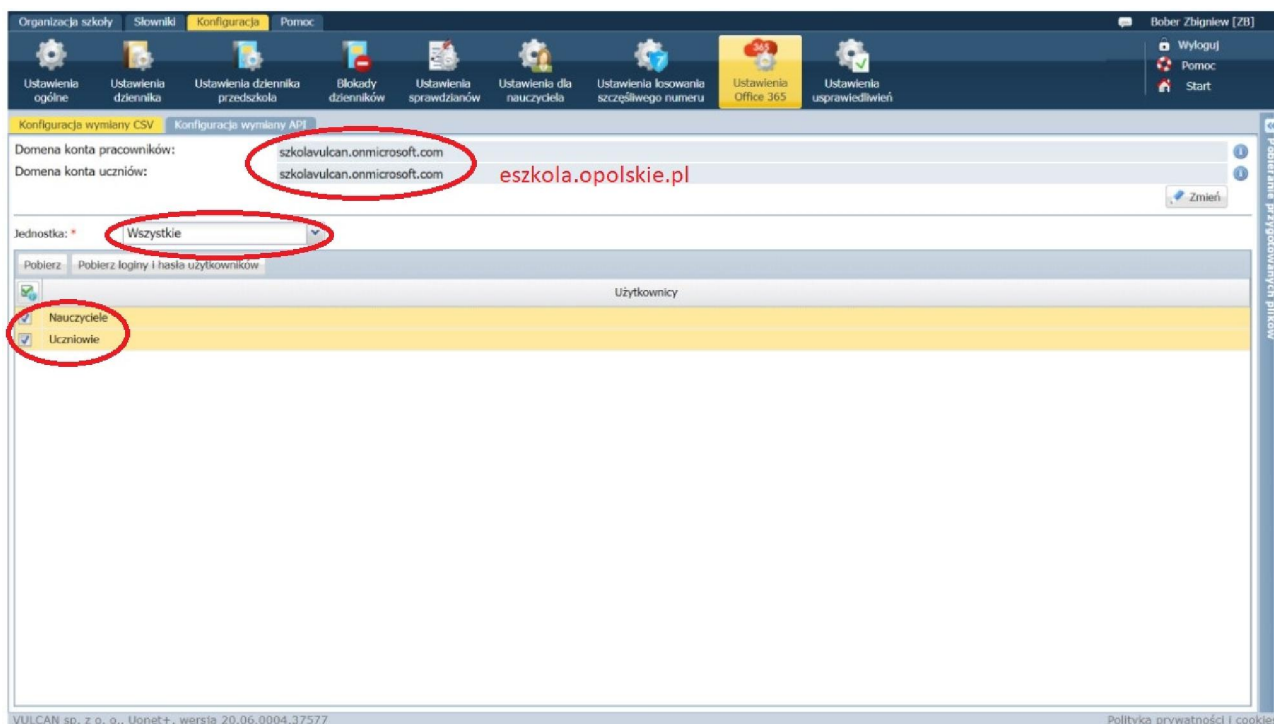 Organizacja szkoły Słowniki Konfiguracja Pomoc Bober Zbigniew [ZB]
Ustawienia ogólne Ustawienia dziennika Ustawienia dziennika przedszkola Blokady dzienników Ustawienia sprawdzianów Ustawienia dla nauczyciela Ustawienia losowania szczęśliwego numeru 365 Ustawienia Office 365 Ustawienia usprawiedliwień
Wyloguj
Pomoc
Start
Konfiguracja wymiany CSV Konfiguracja wymiany API
Domena konta pracowników: szkolavulcan.onmicrosoft.com
Domena konta uczniów: szkolavulcan.onmicrosoft.com eszkola.opolskie.pl
Zmień
Jednostka: * Wszystkie
Pobierz Pobierz loginy i hasła użytkowników
Użytkownicy
Nauczyciele
Uczniowie
Pobieranie przygotowanych plików
VULCAN sp. z o. o., Uonet+, wersja 20.06.0004.37577 Polityka prywatności i cookies